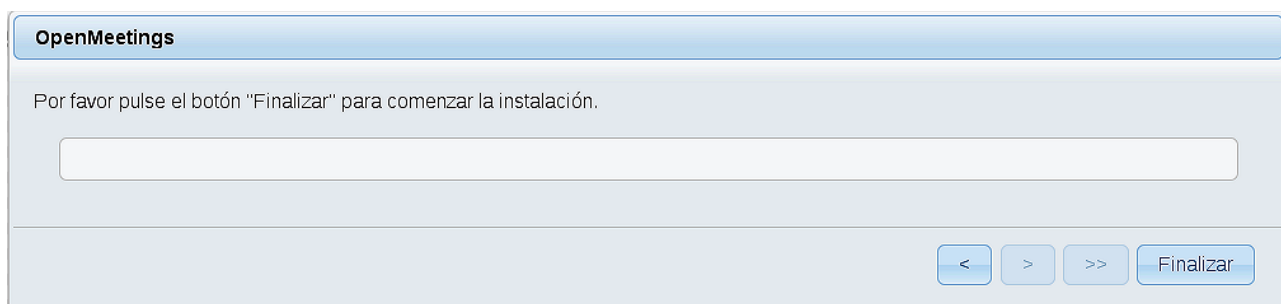 OpenMeetings
Por favor pulse el botón "Finalizar" para comenzar la instalación.
< > >> Finalizar